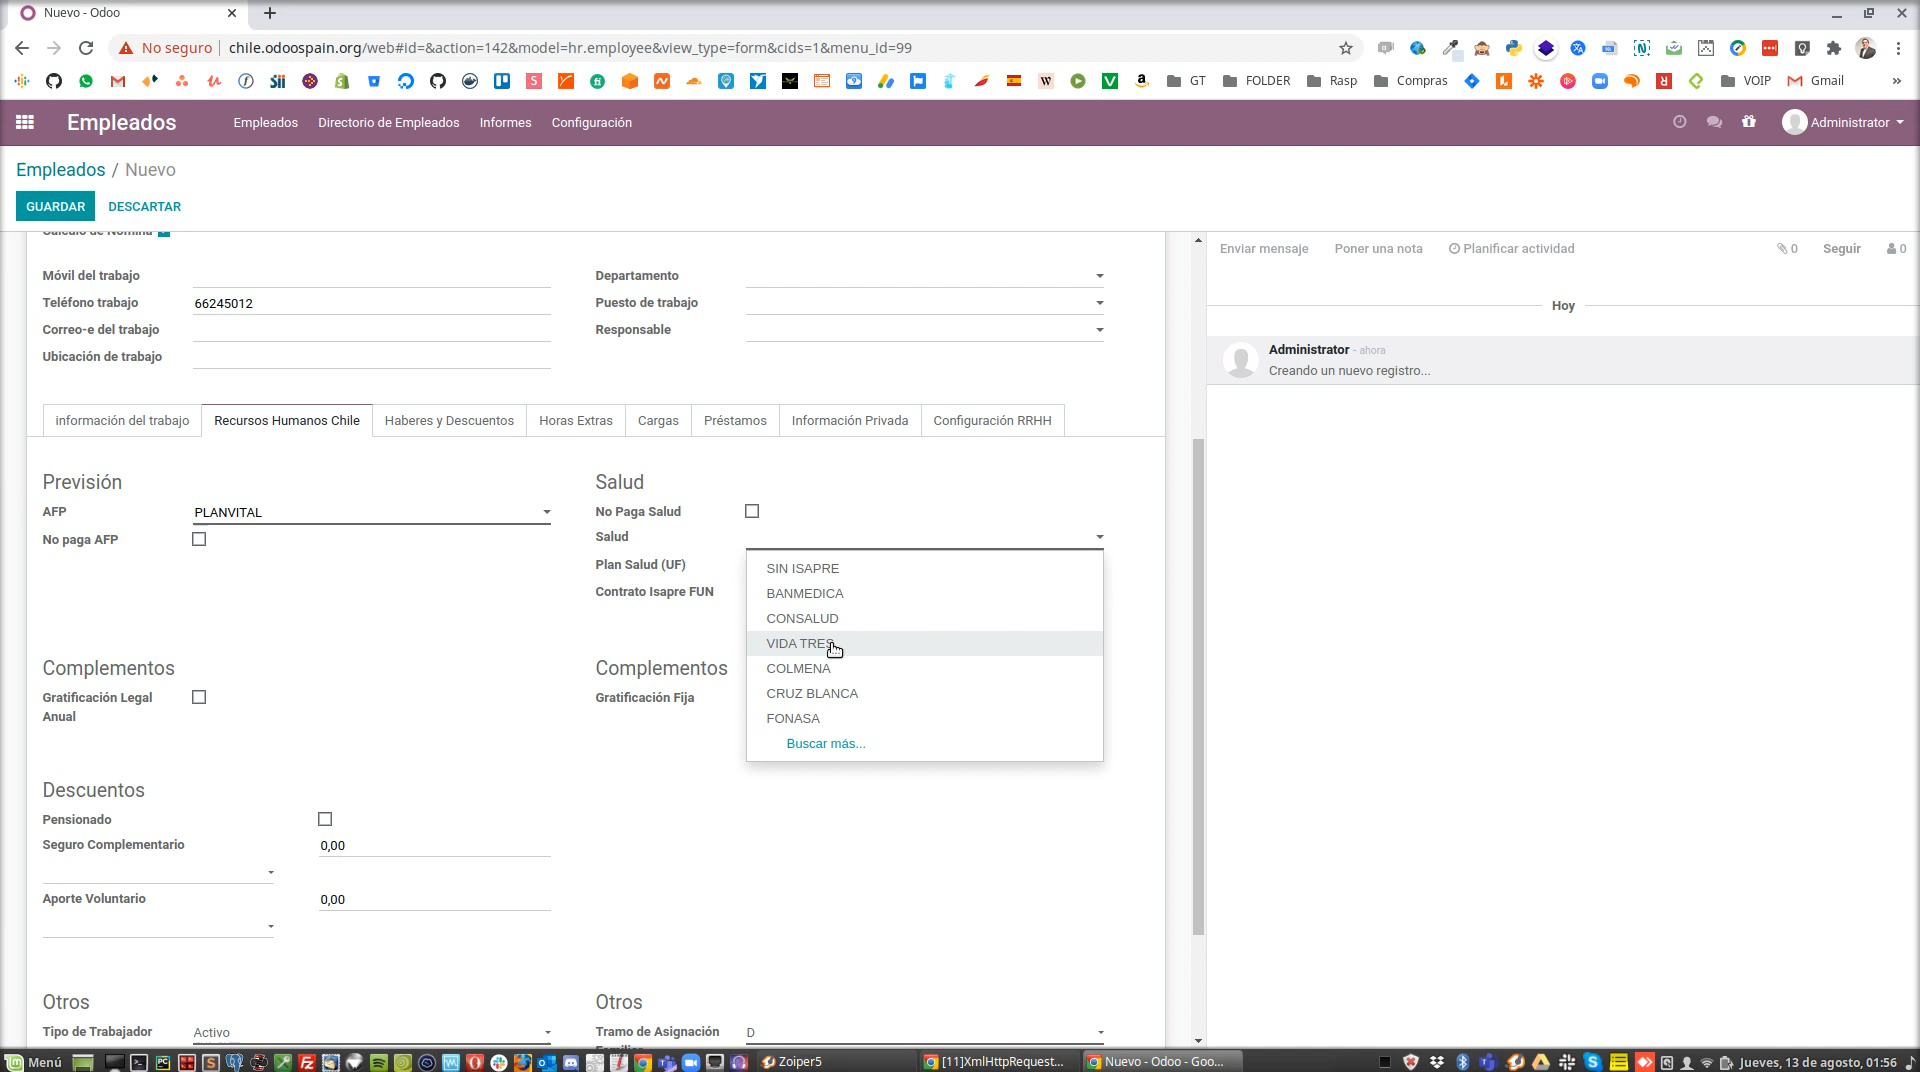 Nuevo - Odoo
No seguro
chile.odoospain.org/web#id=&action=142&model=hr.employee&view_type=form&cids=1&menu_id=99
GT
FOLDER
Rasp
Compras
VOIP
Gmail
»
Empleados
Empleados
Directorio de Empleados
Informes
Configuración
Administrator
Empleados / Nuevo
GUARDAR
DESCARTAR
Cálculo de Nómina
Móvil del trabajo
Teléfono trabajo
66245012
Correo-e del trabajo
Ubicación de trabajo
Departamento
Puesto de trabajo
Responsable
Enviar mensaje
Poner una nota
Planificar actividad
0
Seguir
0
Hoy
Administrator - ahora
Creando un nuevo registro...
información del trabajo
Recursos Humanos Chile
Haberes y Descuentos
Horas Extras
Cargas
Préstamos
Información Privada
Configuración RRHH
Previsión
AFP
PLANVITAL
No paga AFP
Salud
No Paga Salud
Salud
Plan Salud (UF)
Contrato Isapre FUN
SIN ISAPRE
BANMEDICA
CONSALUD
VIDA TRES
COLMENA
CRUZ BLANCA
FONASA
Buscar más...
Complementos
Gratificación Legal
Anual
Complementos
Gratificación Fija
Descuentos
Pensionado
Seguro Complementario
0,00
Aporte Voluntario
0,00
Otros
Tipo de Trabajador
Activo
Otros
Tramo de Asignación
D
Menú
Zoiper5
[11]XmlHttpRequest...
Nuevo - Odoo - Goo...
Jueves, 13 de agosto, 01:56